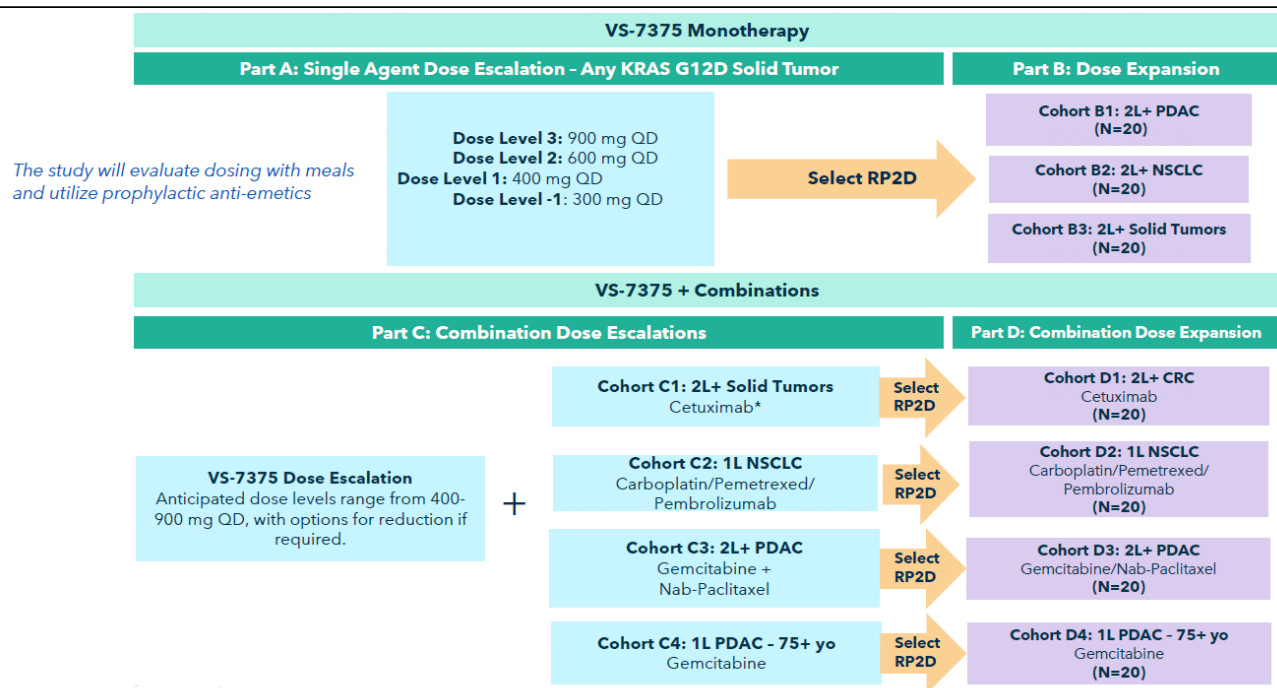 VS-7375 Monotherapy
Part A: Single Agent Dose Escalation – Any KRAS G12D Solid Tumor
Part B: Dose Expansion
The study will evaluate dosing with meals
and utilize prophylactic anti-emetics
Dose Level 3: 900 mg QD
Dose Level 2: 600 mg QD
Dose Level 1: 400 mg QD
Dose Level -1: 300 mg QD
Select RP2D
Cohort B1: 2L+ PDAC
(N=20)
Cohort B2: 2L+ NSCLC
(N=20)
Cohort B3: 2L+ Solid Tumors
(N=20)
VS-7375 + Combinations
Part C: Combination Dose Escalations
Part D: Combination Dose Expansion
VS-7375 Dose Escalation
Anticipated dose levels range from 400-
900 mg QD, with options for reduction if
required.
+
Cohort C1: 2L+ Solid Tumors
Cetuximab*
Select
RP2D
Cohort D1: 2L+ CRC
Cetuximab
(N=20)
Cohort C2: 1L NSCLC
Carboplatin/Pemetrexed/
Pembrolizumab
Select
RP2D
Cohort D2: 1L NSCLC
Carboplatin/Pemetrexed/
Pembrolizumab
(N=20)
Cohort C3: 2L+ PDAC
Gemcitabine +
Nab-Paclitaxel
Select
RP2D
Cohort D3: 2L+ PDAC
Gemcitabine/Nab-Paclitaxel
(N=20)
Cohort C4: 1L PDAC – 75+ yo
Gemcitabine
Select
RP2D
Cohort D4: 1L PDAC – 75+ yo
Gemcitabine
(N=20)